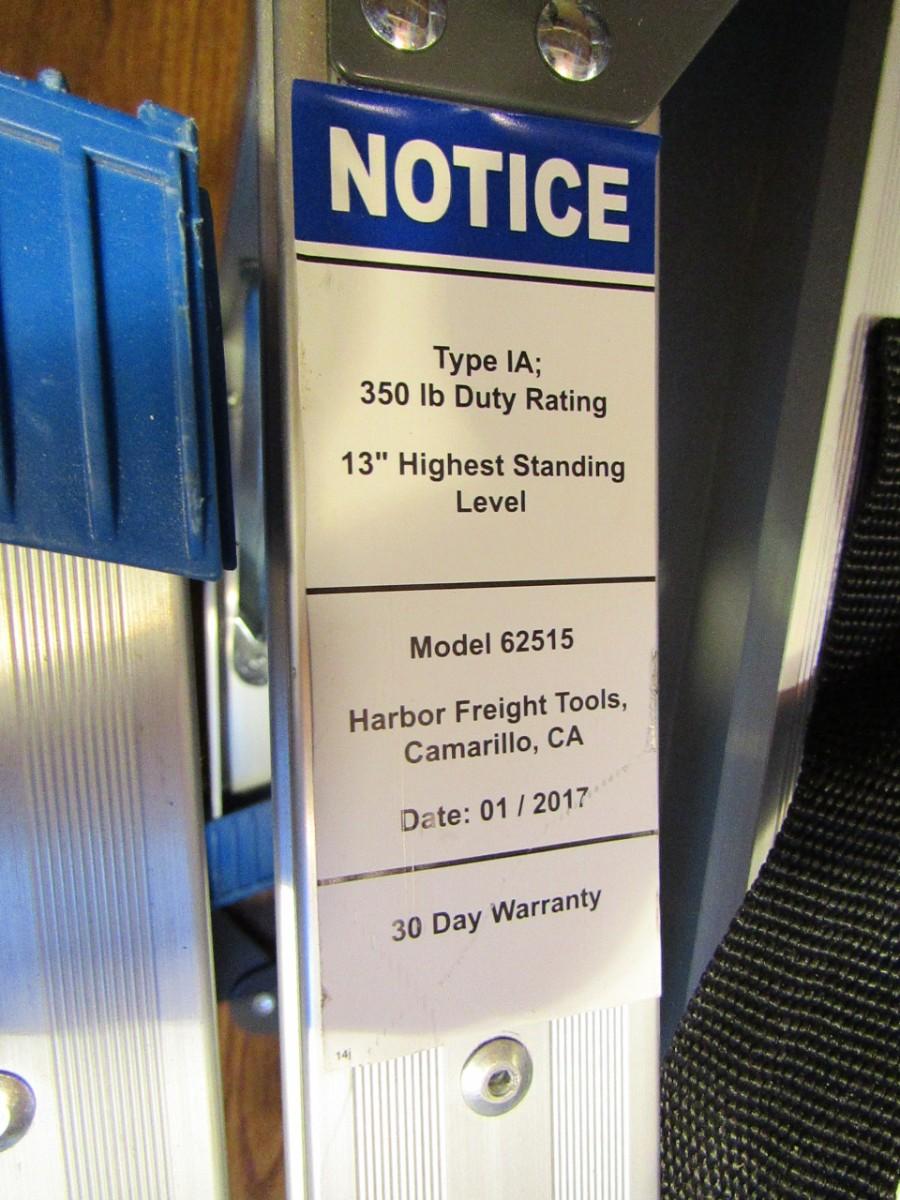 NOTICE
Type IA;
350 lb Duty Rating
13" Highest Standing
Level
Model 62515
Harbor Freight Tools,
Camarillo, CA
Date: 01 / 2017
30 Day Warranty
14j